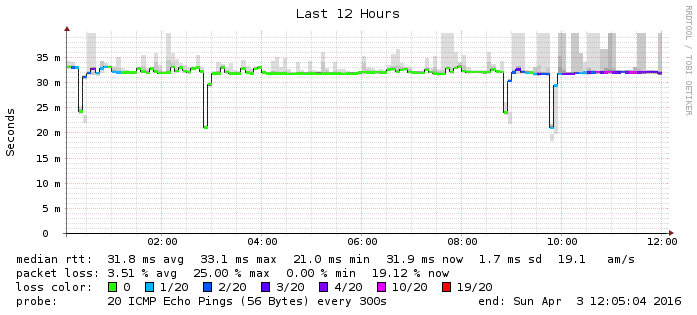 Last 12 Hours
RRDTOOL / TOBI OETIKER
Seconds
35 m
30 m
25 m
20 m
15 m
10 m
5 m
0
02:00 04:00 06:00 08:00 10:00 12:00
median rtt: 31.8 ms avg 33.1 ms max 21.0 ms min 31.9 ms now 1.7 ms sd 19.1 am/s
packet loss: 3.51 % avg 25.00 % max 0.00 % min 19.12 % now
loss color: 0 1/20 2/20 3/20 4/20 10/20 19/20
probe: 20 ICMP Echo Pings (56 Bytes) every 300s end: Sun Apr 3 12:05:04 2016